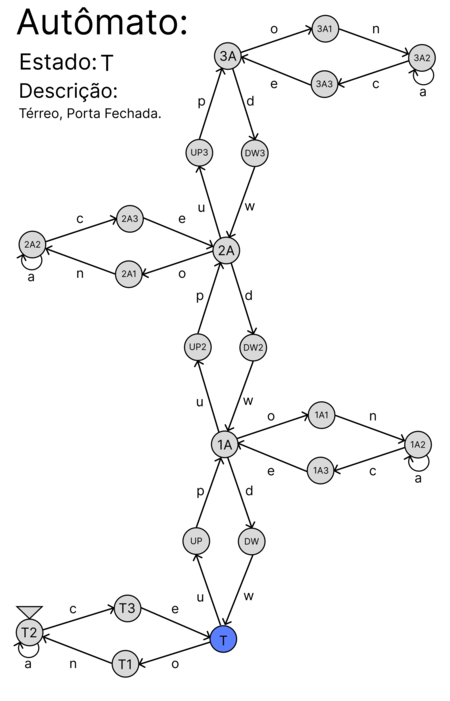 Autômato:
Estado: T
Descrição:
Térreo, Porta Fechada.
o
n
3A1
3A
3A2
3A3
e
c
a
p
d
UP3
DW3
u
w
c
2A3
e
2A2
2A
a
n
2A1
o
p
d
UP2
DW2
u
w
o
1A1
n
1A
1A2
e
1A3
c
a
p
d
UP
DW
u
w
c
T3
e
T2
T
a
n
T1
o